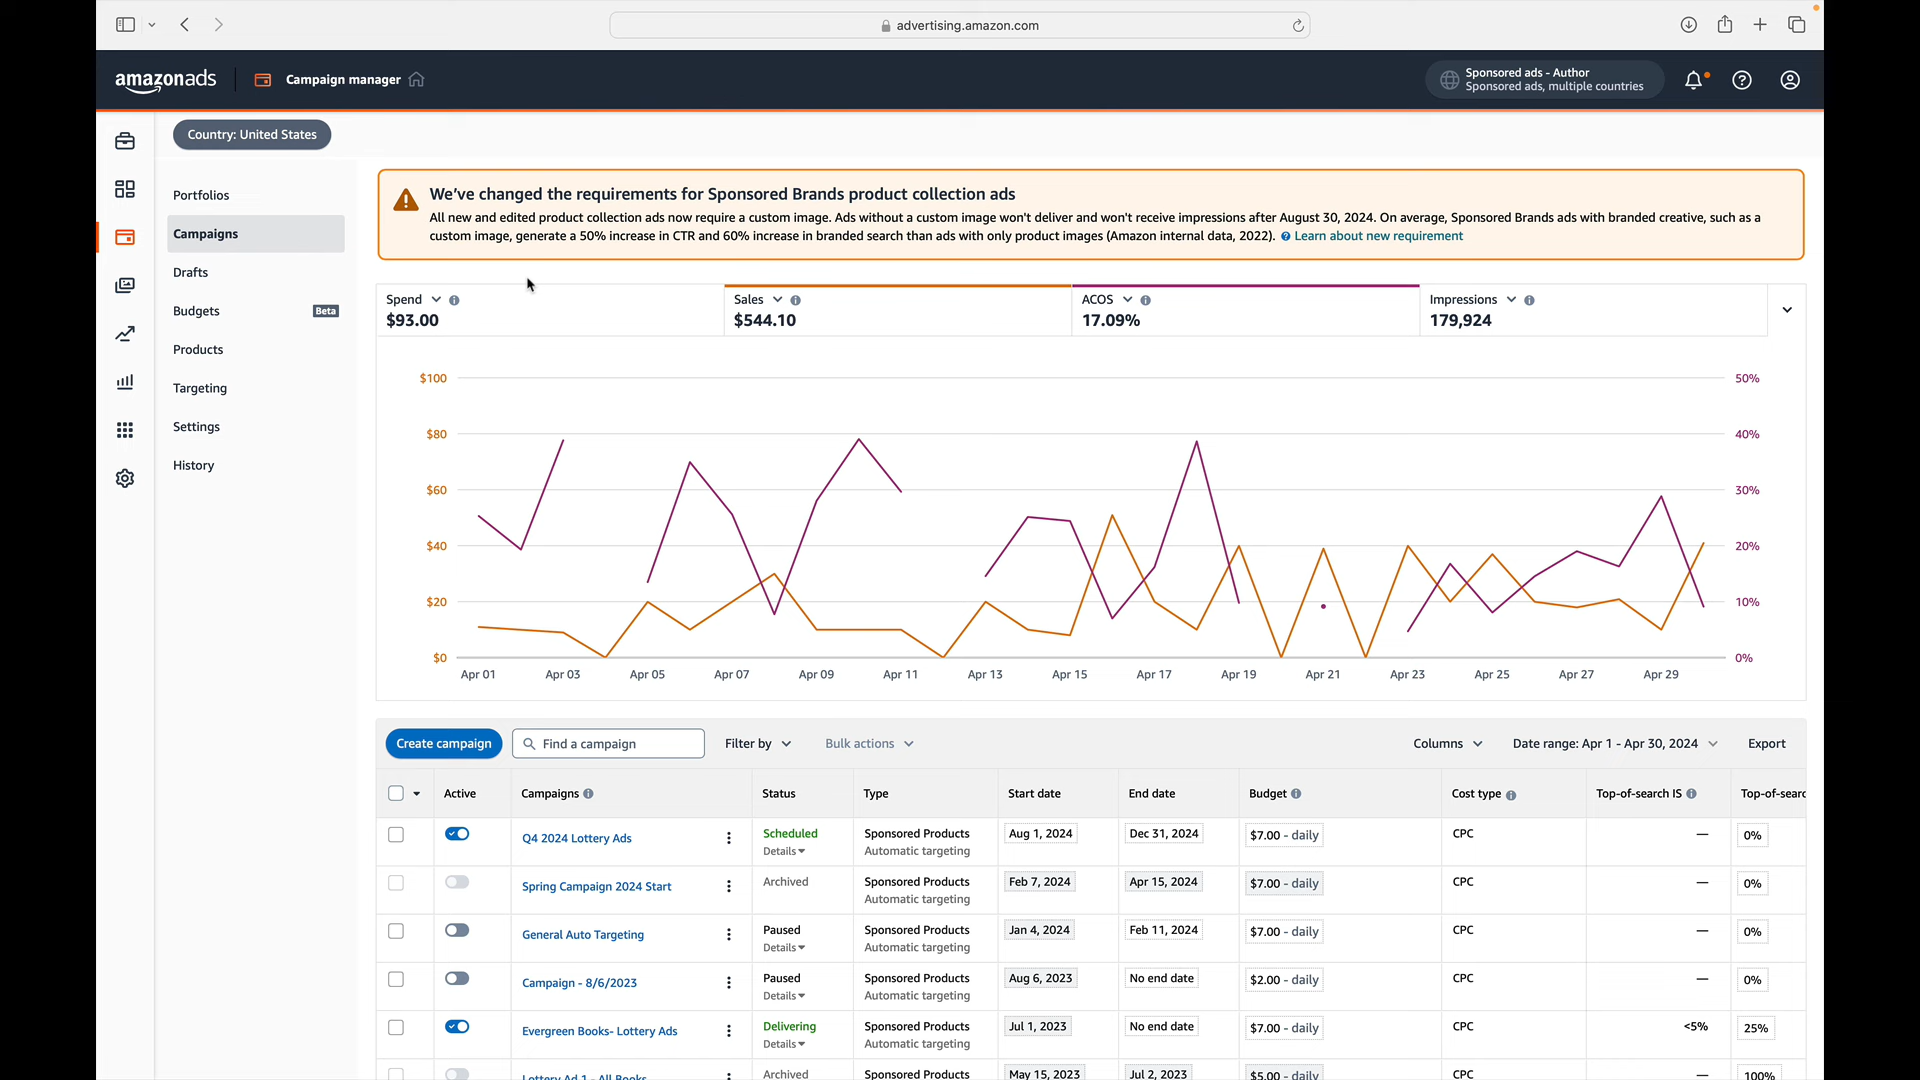 advertising.amazon.com
amazonads
Campaign manager
Sponsored ads - Author
Sponsored ads, multiple countries
Country: United States
Portfolios
Campaigns
Drafts
Budgets Beta
Products
Targeting
Settings
History
We've changed the requirements for Sponsored Brands product collection ads
All new and edited product collection ads now require a custom image. Ads without a custom image won't deliver and won't receive impressions after August 30, 2024. On average, Sponsored Brands ads with branded creative, such as a
custom image, generate a 50% increase in CTR and 60% increase in branded search than ads with only product images (Amazon internal data, 2022). Learn about new requirement
Spend Sales ACOS Impressions
$93.00 $544.10 17.09% 179,924
$100 50%
$80 40%
$60 30%
$40 20%
$20 10%
$0 0%
Apr 01 Apr 03 Apr 05 Apr 07 Apr 09 Apr 11 Apr 13 Apr 15 Apr 17 Apr 19 Apr 21 Apr 23 Apr 25 Apr 27 Apr 29
Create campaign Find a campaign Filter by Bulk actions Columns Date range: Apr 1 - Apr 30, 2024 Export
Active Campaigns Status Type Start date End date Budget Cost type Top-of-search IS Top-of-searc
Q4 2024 Lottery Ads Scheduled Sponsored Products Aug 1, 2024 Dec 31, 2024 $7.00 - daily CPC — 0%
Details Automatic targeting
Spring Campaign 2024 Start Archived Sponsored Products Feb 7, 2024 Apr 15, 2024 $7.00 - daily CPC — 0%
Automatic targeting
General Auto Targeting Paused Sponsored Products Jan 4, 2024 Feb 11, 2024 $7.00 - daily CPC — 0%
Details Automatic targeting
Campaign - 8/6/2023 Paused Sponsored Products Aug 6, 2023 No end date $2.00 - daily CPC — 0%
Details Automatic targeting
Evergreen Books- Lottery Ads Delivering Sponsored Products Jul 1, 2023 No end date $7.00 - daily CPC <5% 25%
Details Automatic targeting
Lottery Ad 1 - All Books Archived Sponsored Products May 15, 2023 Jul 2, 2023 $5.00 - daily CPC — 100%